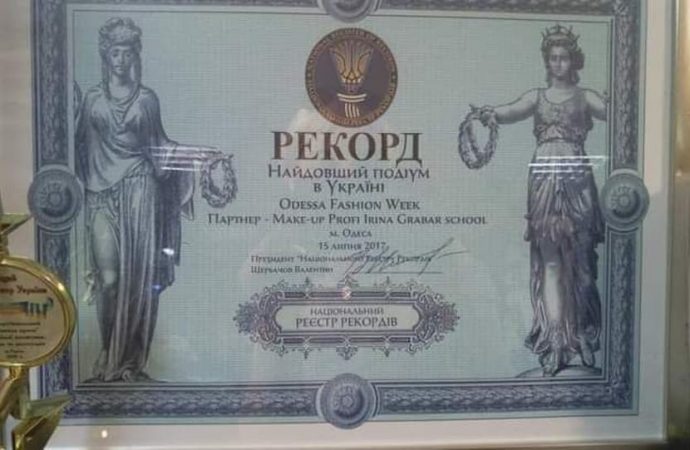 РЕКОРД
Найдовший подіум
в Україні
Odessa Fashion Week
Партнер - Make-up Profi Irina Grabar school
м. Одеса
15 липня 2017
Президент "Національного Реєстру Рекордів"
Щербачов Валентин
НАЦІОНАЛЬНИЙ
РЕЄСТР РЕКОРДІВ
України